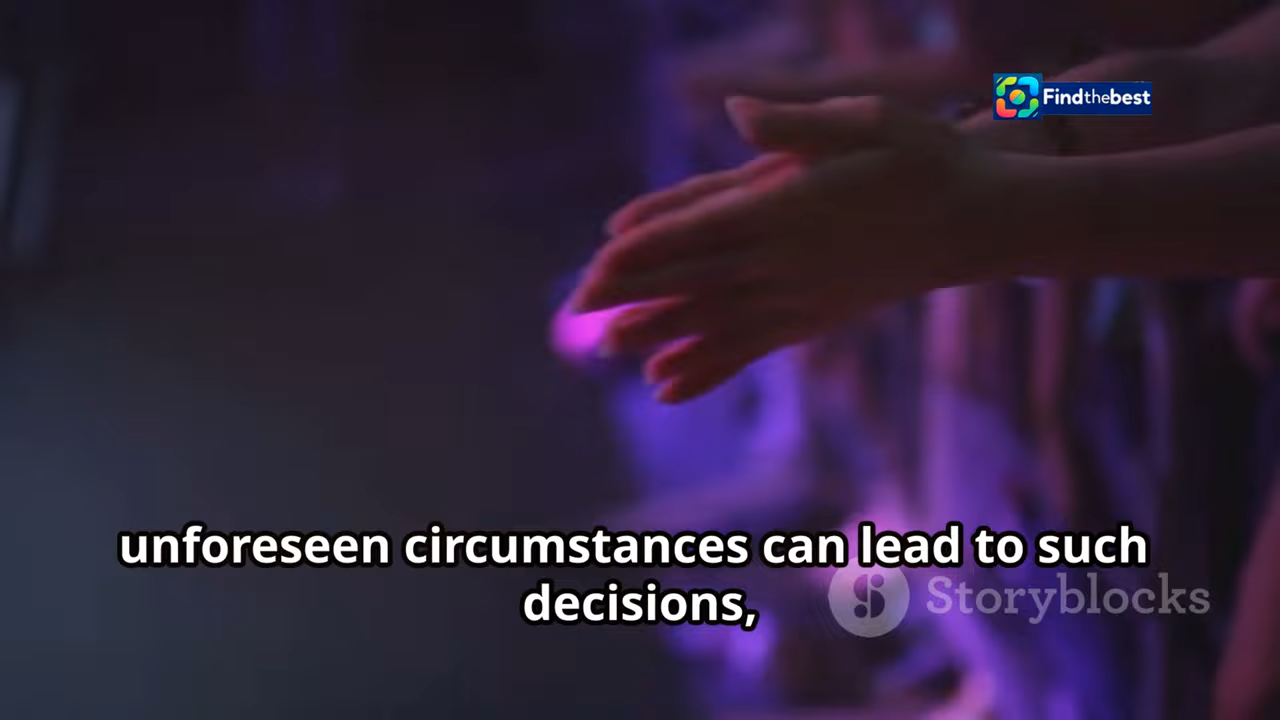 Findthebest
unforeseen circumstances can lead to such
decisions,
Storyblocks